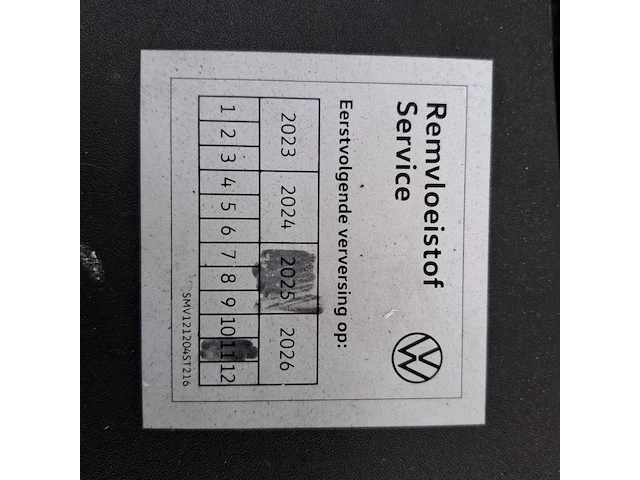 Remvloeistof
Service
Eerstvolgende verversing op:
2023 2024 2025 2026
1 2 3 4 5 6 7 8 9 10 11 12
SMV121204ST216